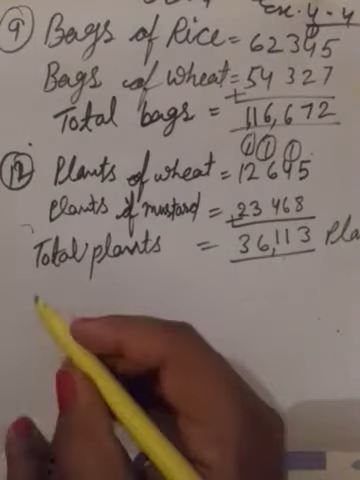 Ex. 4-4
(9) Bags of Rice = 62345
Bags of Wheat = 54327
+
Total bags = 116,672
1 1 1
(12) Plants of wheat = 12645
Plants of mustard = 23468
+
Total plants = 36,113 Pla